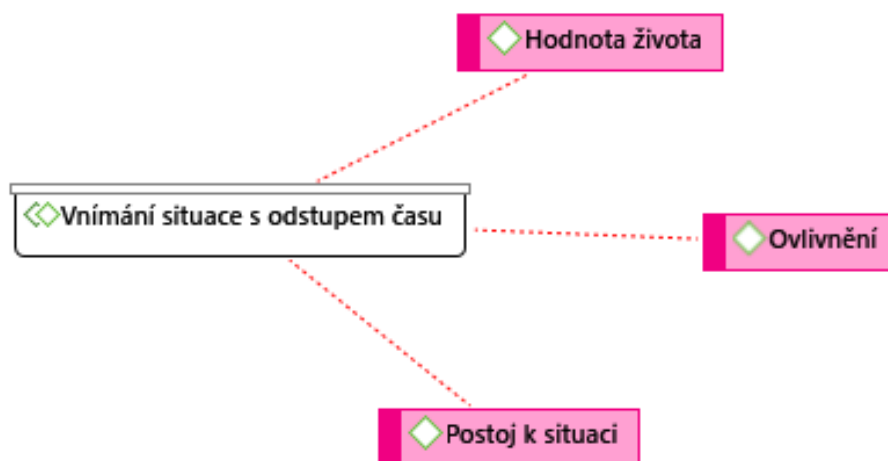 Hodnota života
Vnímání situace s odstupem času
Ovlivnění
Postoj k situaci